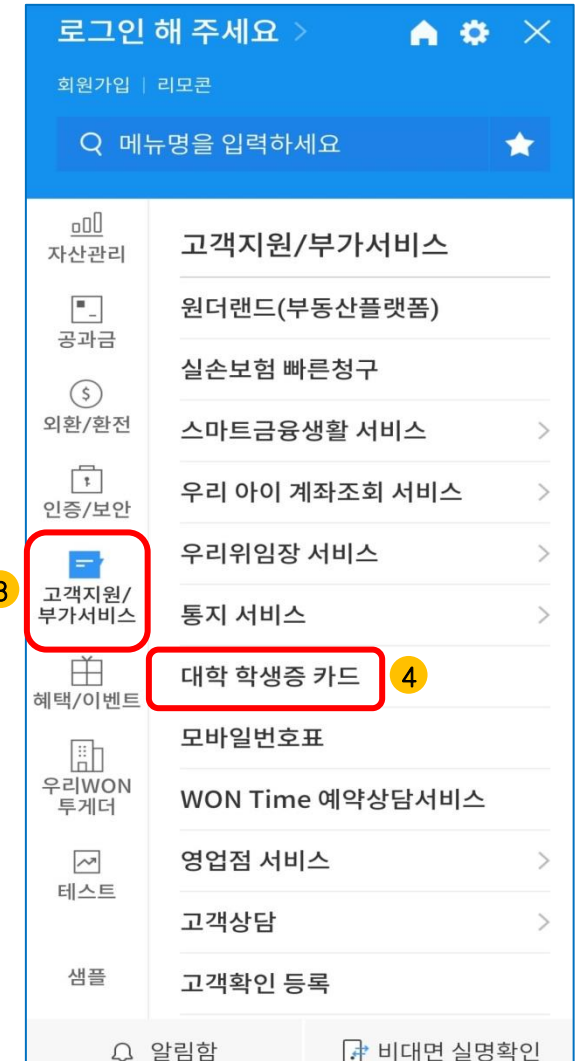 로그인 해 주세요 >
회원가입 | 리모콘
메뉴명을 입력하세요
자산관리
공과금
외환/환전
인증/보안
3
고객지원/
부가서비스
혜택/이벤트
우리WON
투게더
테스트
샘플
고객지원/부가서비스
원더랜드(부동산플랫폼)
실손보험 빠른청구
스마트금융생활 서비스 >
우리 아이 계좌조회 서비스 >
우리위임장 서비스 >
통지 서비스 >
대학 학생증 카드
4
모바일번호표
WON Time 예약상담서비스
영업점 서비스 >
고객상담 >
고객확인 등록
알림함
비대면 실명확인